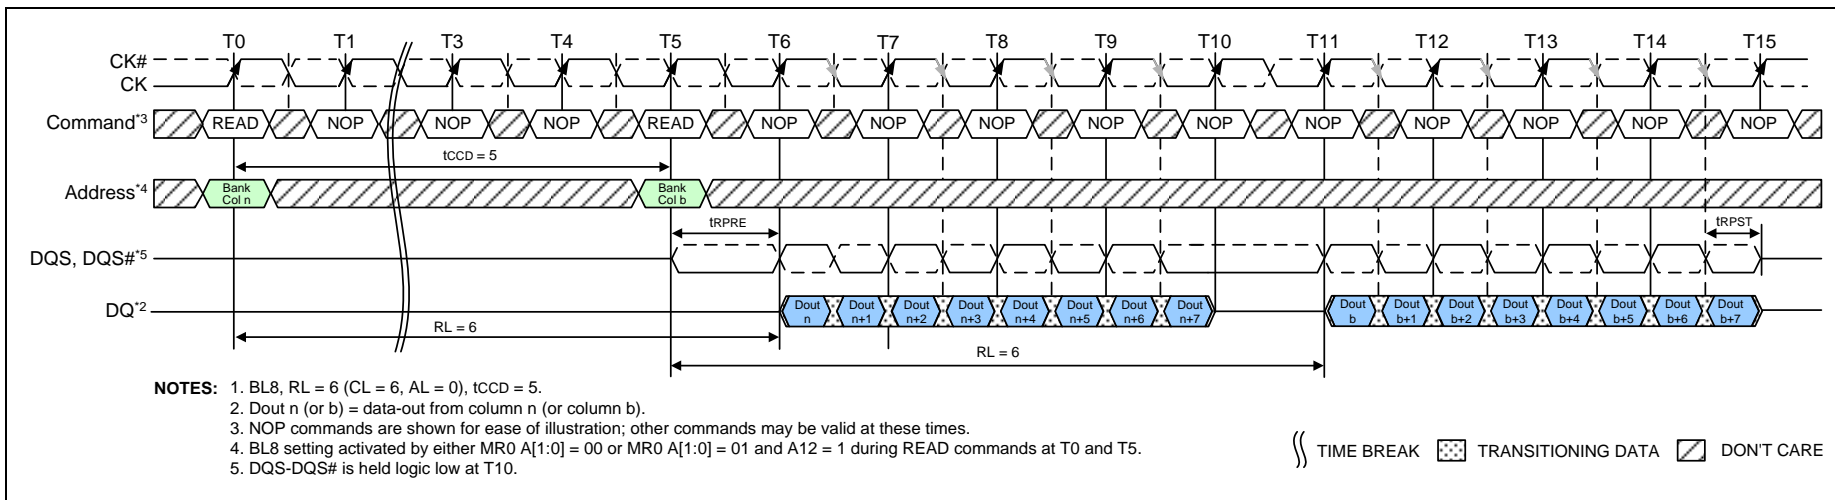 T0 T1 T3 T4 T5 T6 T7 T8 T9 T10 T11 T12 T13 T14 T15
CK#
CK
Command*3 READ NOP NOP NOP READ NOP NOP NOP NOP NOP NOP NOP NOP NOP NOP
tCCD = 5
Address*4 Bank Col n Bank Col b
tRPRE tRPST
DQS, DQS#*5
DQ*2 Dout n Dout n+1 Dout n+2 Dout n+3 Dout n+4 Dout n+5 Dout n+6 Dout n+7 Dout b Dout b+1 Dout b+2 Dout b+3 Dout b+4 Dout b+5 Dout b+6 Dout b+7
RL = 6
RL = 6
NOTES: 1. BL8, RL = 6 (CL = 6, AL = 0), tCCD = 5.
2. Dout n (or b) = data-out from column n (or column b).
3. NOP commands are shown for ease of illustration; other commands may be valid at these times.
4. BL8 setting activated by either MR0 A[1:0] = 00 or MR0 A[1:0] = 01 and A12 = 1 during READ commands at T0 and T5.
5. DQS-DQS# is held logic low at T10.
TIME BREAK TRANSITIONING DATA DON'T CARE